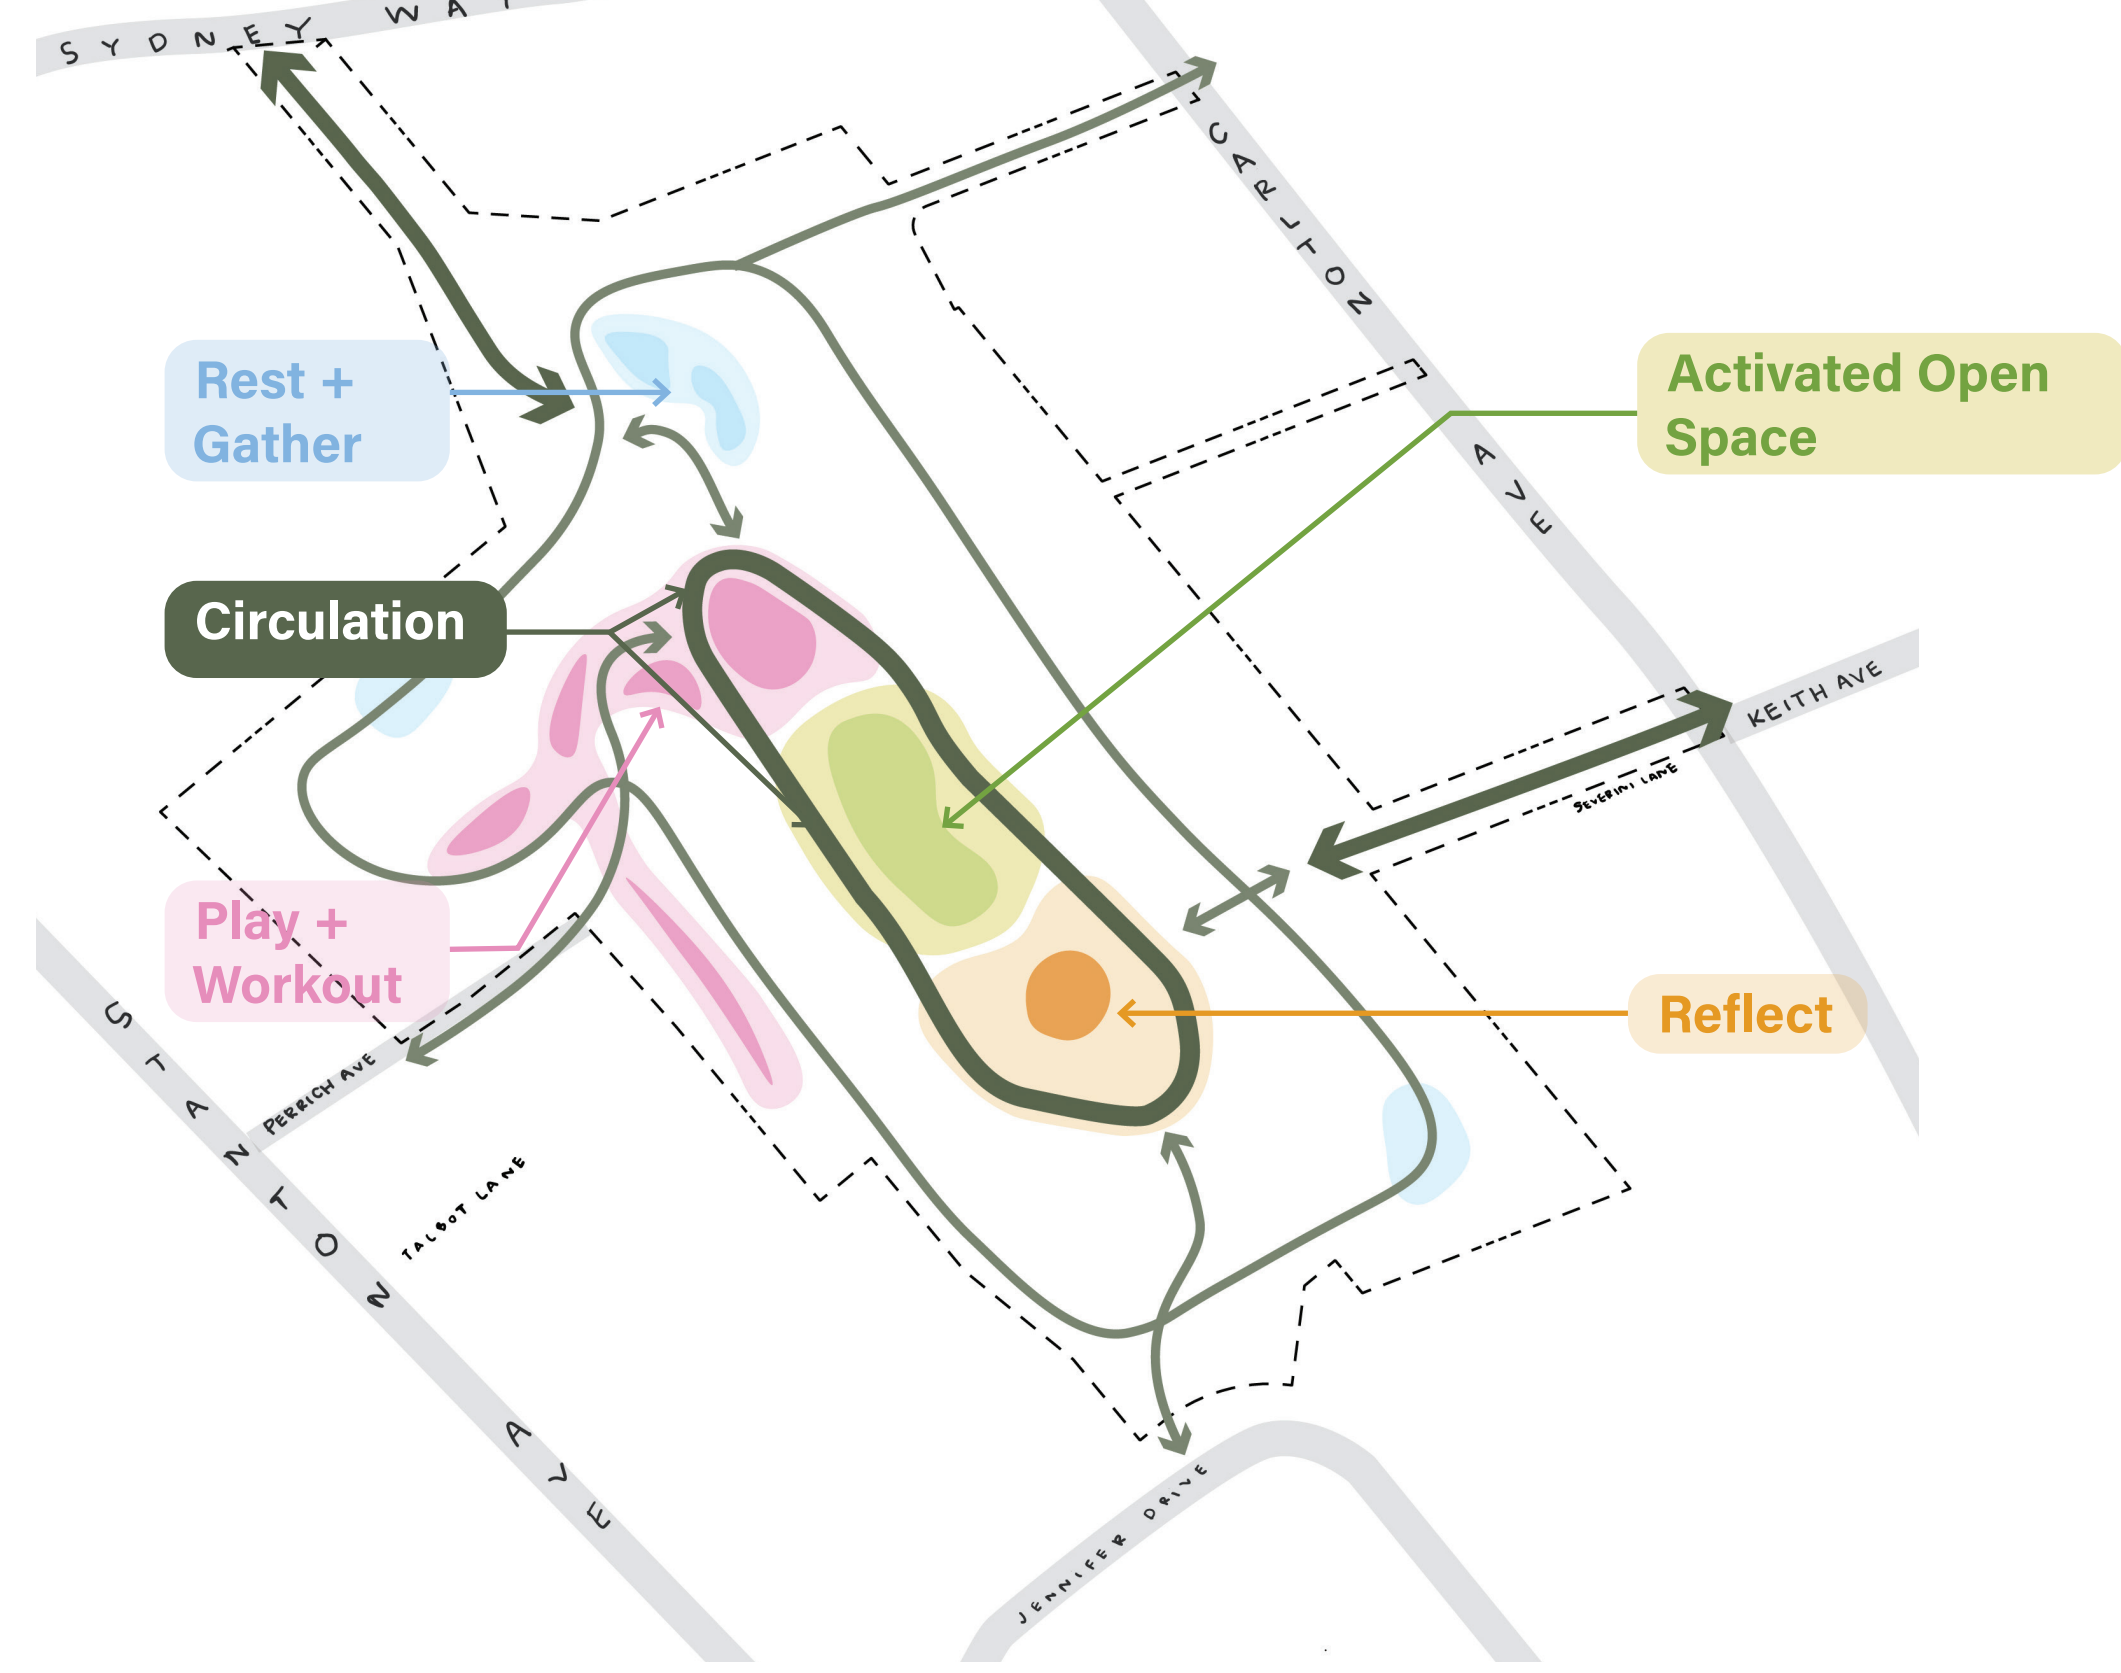 SYDNEY WAY
CARLTON AVE
Rest +
Gather
Activated Open
Space
Circulation
KEITH AVE
SEVERINI LANE
Play +
Workout
Reflect
STANTON AVE
PERRICH AVE
TALBOT LANE
JENNIFER DRIVE